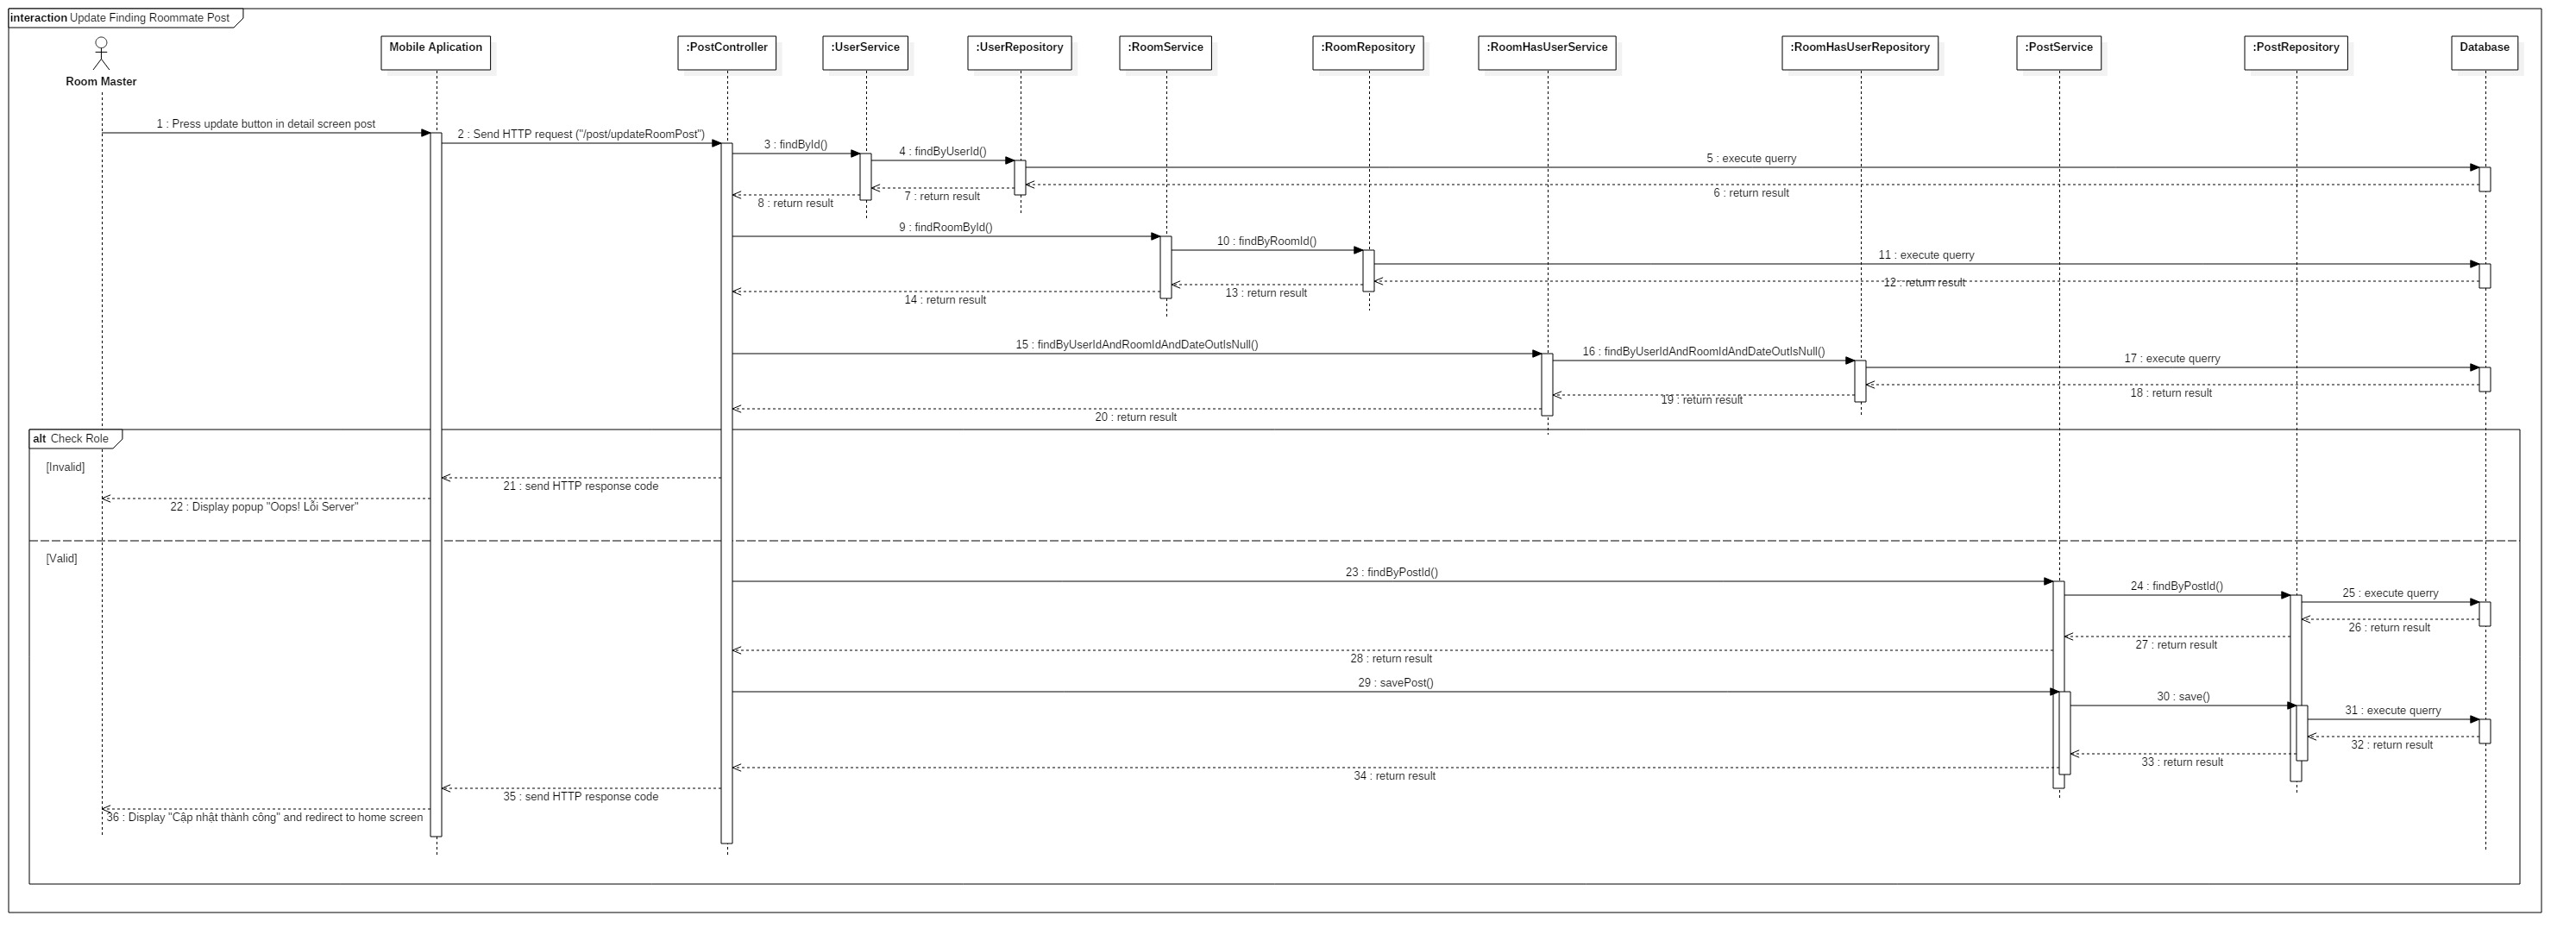 interaction Update Finding Roommate Post
Room Master
Mobile Aplication
:PostController
:UserService
:UserRepository
:RoomService
:RoomRepository
:RoomHasUserService
:RoomHasUserRepository
:PostService
:PostRepository
Database
1 : Press update button in detail screen post
2 : Send HTTP request ("/post/updateRoomPost")
3 : findById()
4 : findByUserId()
5 : execute querry
6 : return result
7 : return result
8 : return result
9 : findRoomById()
10 : findByRoomId()
11 : execute querry
12 : return result
13 : return result
14 : return result
15 : findByUserIdAndRoomIdAndDateOutIsNull()
16 : findByUserIdAndRoomIdAndDateOutIsNull()
17 : execute querry
18 : return result
19 : return result
20 : return result
alt Check Role
[Invalid]
21 : send HTTP response code
22 : Display popup "Oops! Lỗi Server"
[Valid]
23 : findByPostId()
24 : findByPostId()
25 : execute querry
26 : return result
27 : return result
28 : return result
29 : savePost()
30 : save()
31 : execute querry
32 : return result
33 : return result
34 : return result
35 : send HTTP response code
36 : Display "Cập nhật thành công" and redirect to home screen